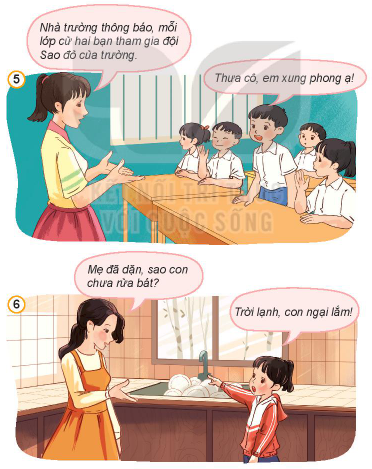 Nhà trường thông báo, mỗi
lớp cử hai bạn tham gia đội
Sao đỏ của trường.
5
Thưa cô, em xung phong ạ!
KẾT NỐI TRI THỨC
VỚI CUỘC SỐNG
Mẹ đã dặn, sao con
chưa rửa bát?
6
Trời lạnh, con ngại lắm!